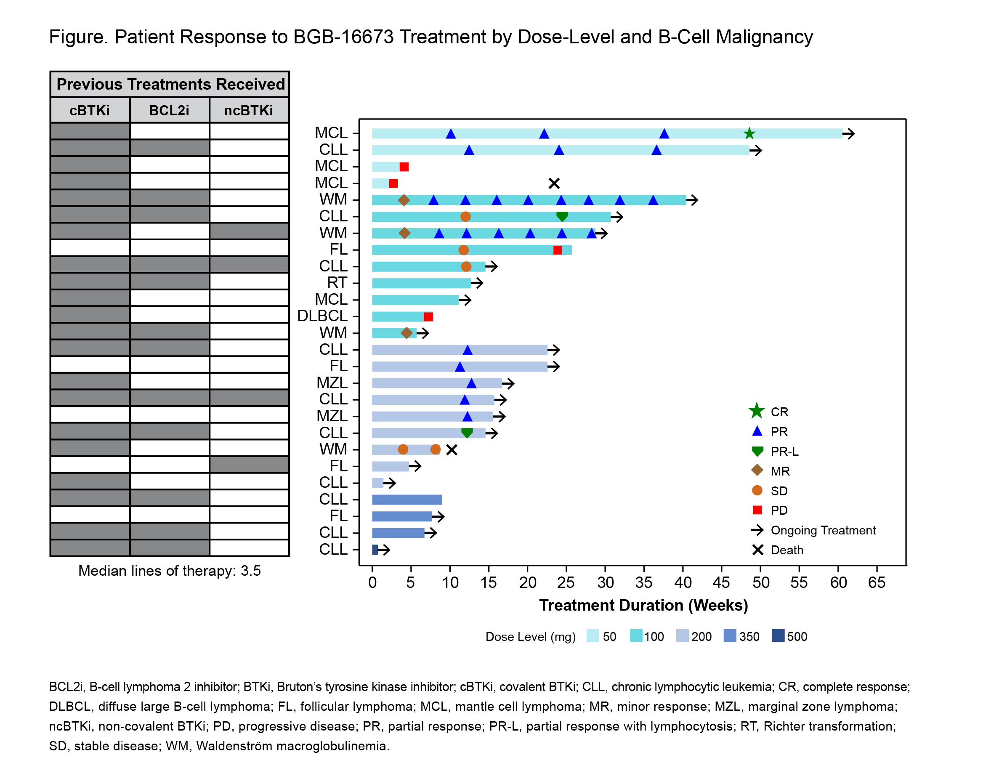 Figure. Patient Response to BGB-16673 Treatment by Dose-Level and B-Cell Malignancy
Previous Treatments Received
cBTKi BCL2i ncBTKi
MCL
CLL
MCL
MCL
WM
CLL
WM
FL
CLL
RT
MCL
DLBCL
WM
CLL
FL
MZL
CLL
MZL
CLL
WM
FL
CLL
CLL
FL
CLL
CLL
CR
PR
PR-L
MR
SD
PD
Ongoing Treatment
Death
Median lines of therapy: 3.5
0 5 10 15 20 25 30 35 40 45 50 55 60 65
Treatment Duration (Weeks)
Dose Level (mg) 50 100 200 350 500
BCL2i, B-cell lymphoma 2 inhibitor; BTKi, Bruton’s tyrosine kinase inhibitor; cBTKi, covalent BTKi; CLL, chronic lymphocytic leukemia; CR, complete response;
DLBCL, diffuse large B-cell lymphoma; FL, follicular lymphoma; MCL, mantle cell lymphoma; MR, minor response; MZL, marginal zone lymphoma;
ncBTKi, non-covalent BTKi; PD, progressive disease; PR, partial response; PR-L, partial response with lymphocytosis; RT, Richter transformation;
SD, stable disease; WM, Waldenström macroglobulinemia.